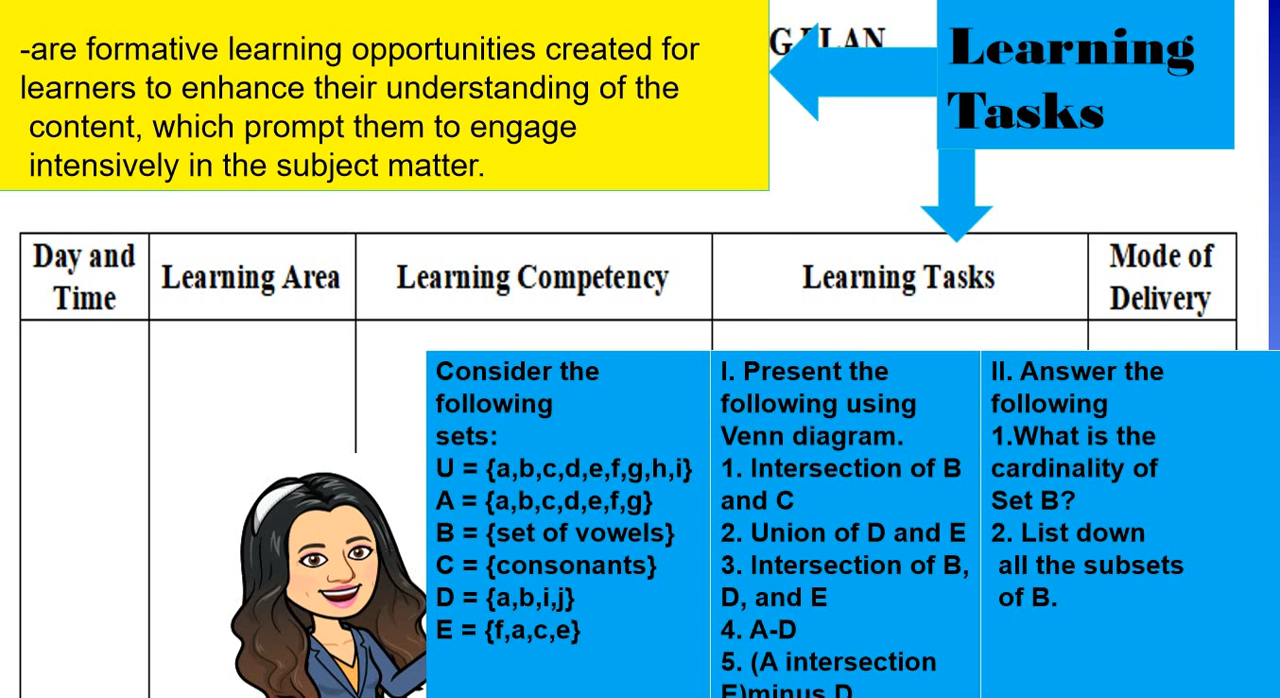 -are formative learning opportunities created for
learners to enhance their understanding of the
content, which prompt them to engage
intensively in the subject matter.
G LAN
Learning
Tasks
Day and
Time
Learning Area
Learning Competency
Learning Tasks
Mode of
Delivery
Consider the
following
sets:
U = {a,b,c,d,e,f,g,h,i}
A = {a,b,c,d,e,f,g}
B = {set of vowels}
C = {consonants}
D = {a,b,i,j}
E = {f,a,c,e}
I. Present the
following using
Venn diagram.
1. Intersection of B
and C
2. Union of D and E
3. Intersection of B,
D, and E
4. A-D
5. (A intersection
E)minus D
II. Answer the
following
1.What is the
cardinality of
Set B?
2. List down
all the subsets
of B.